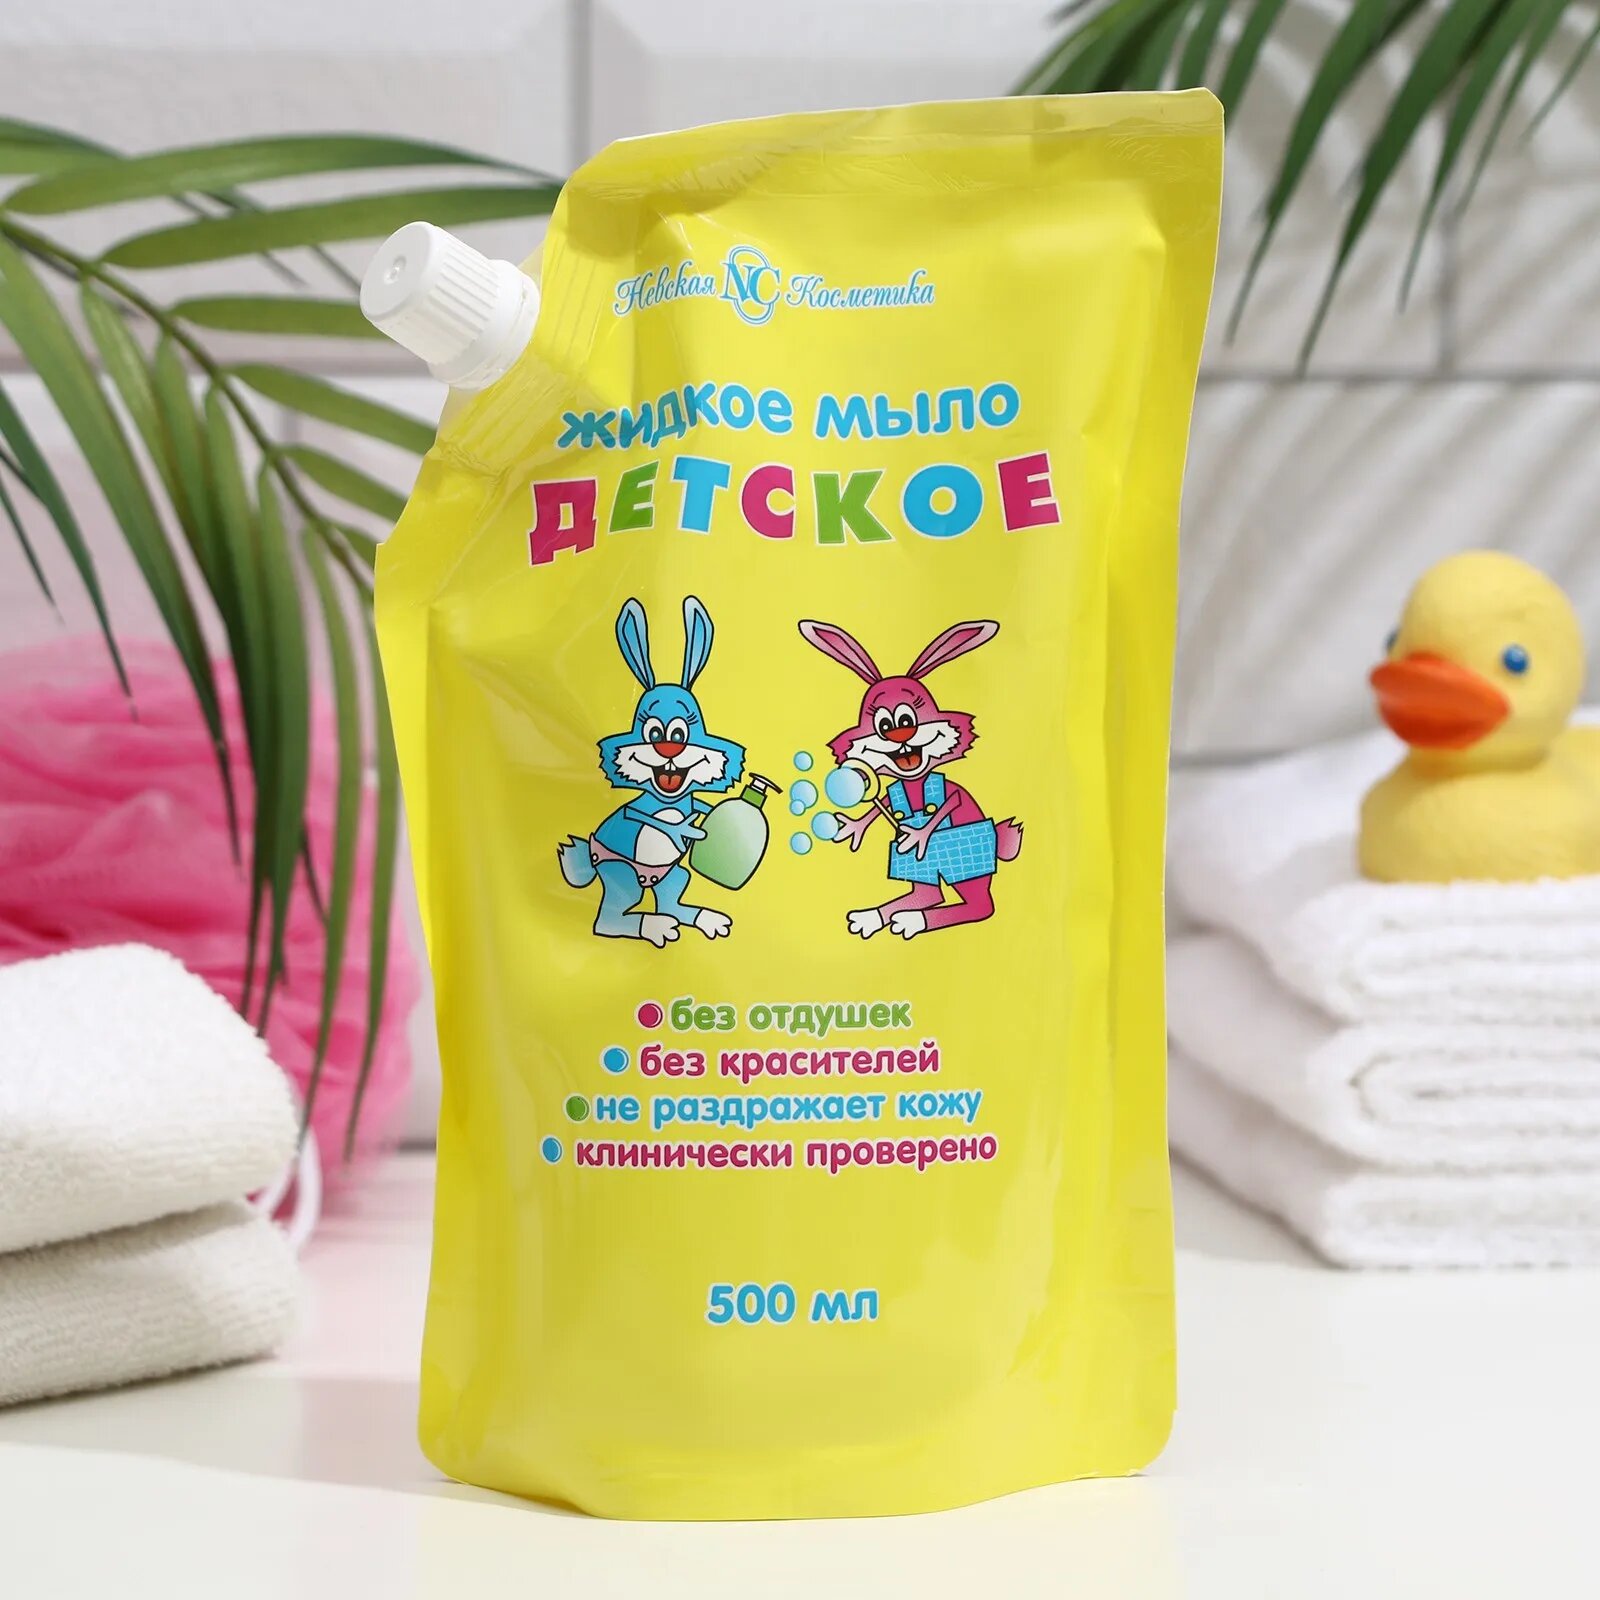 Невская NC Косметика
жидкое мыло
ДЕТСКОЕ
без отдушек
без красителей
не раздражает кожу
клинически проверено
500 мл